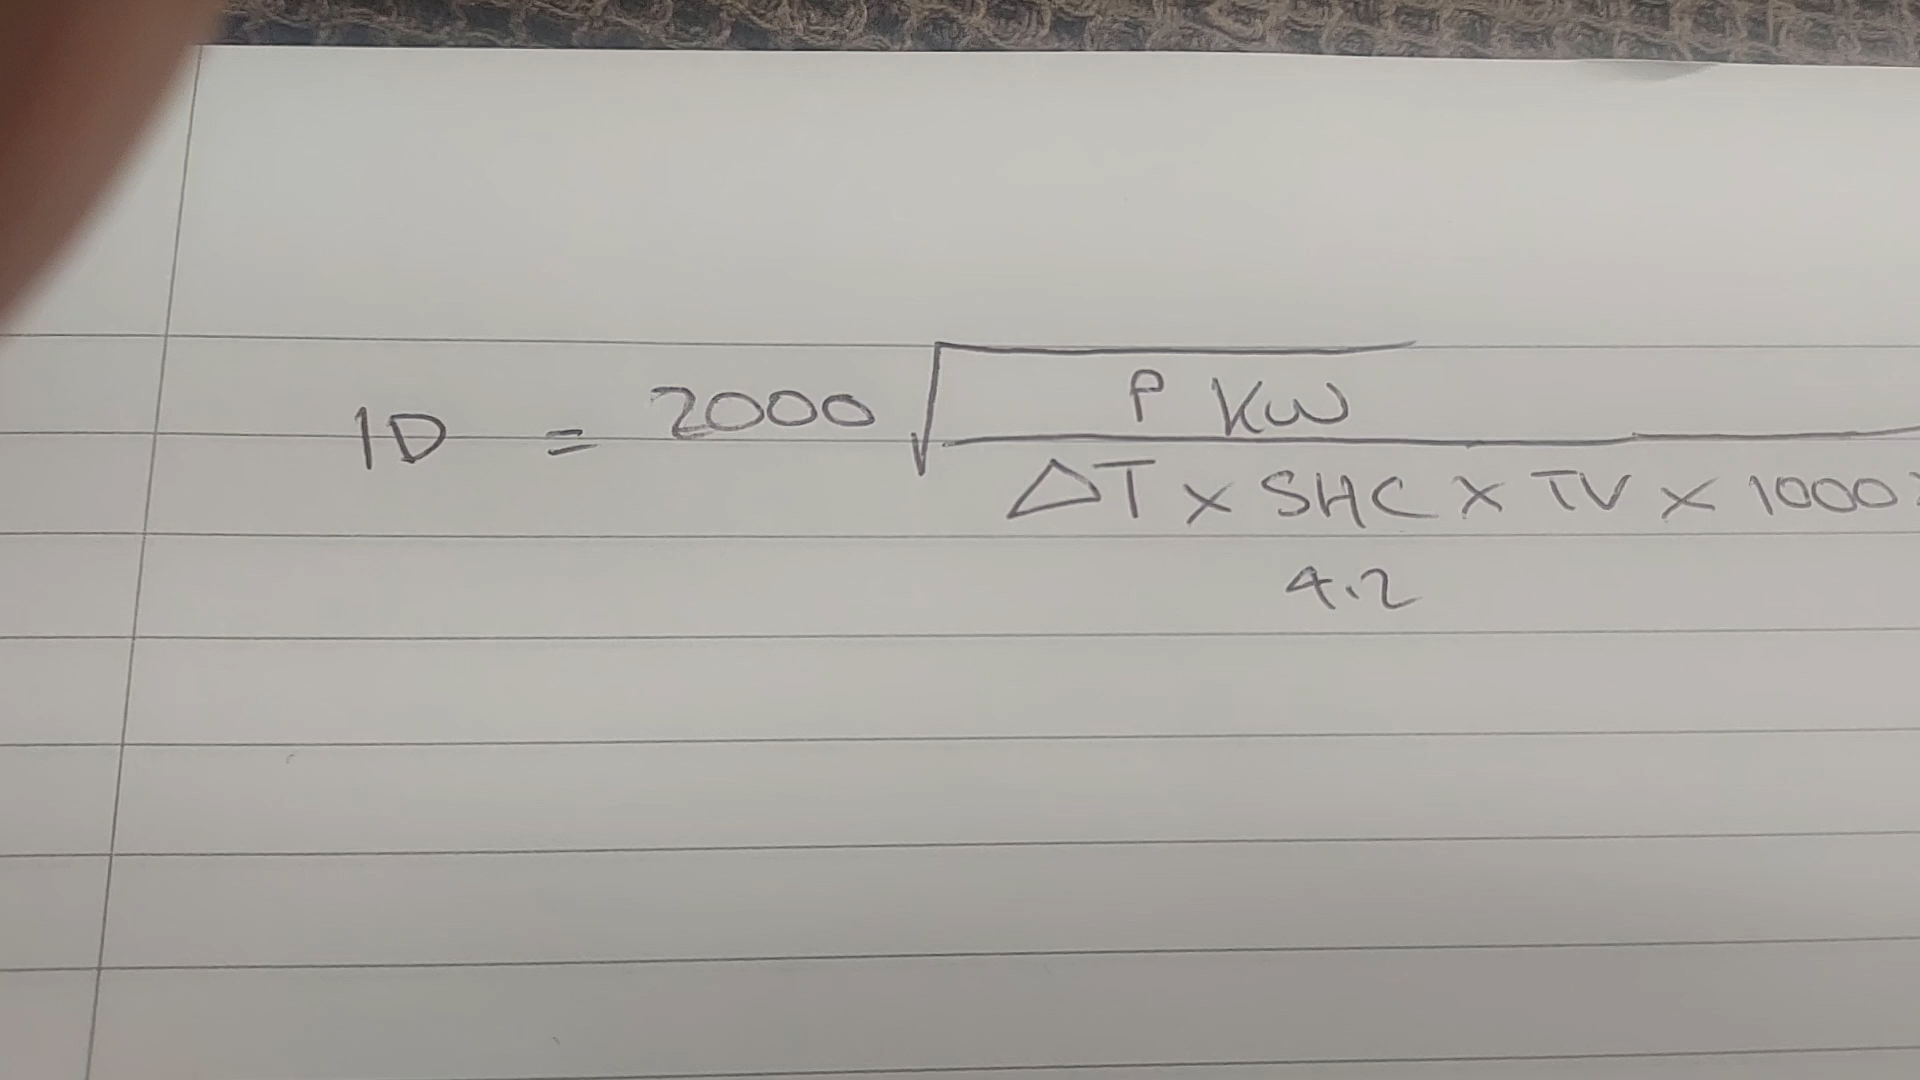 ID = 2000 √ P KW
ΔT × SHC × TV × 1000
4.2